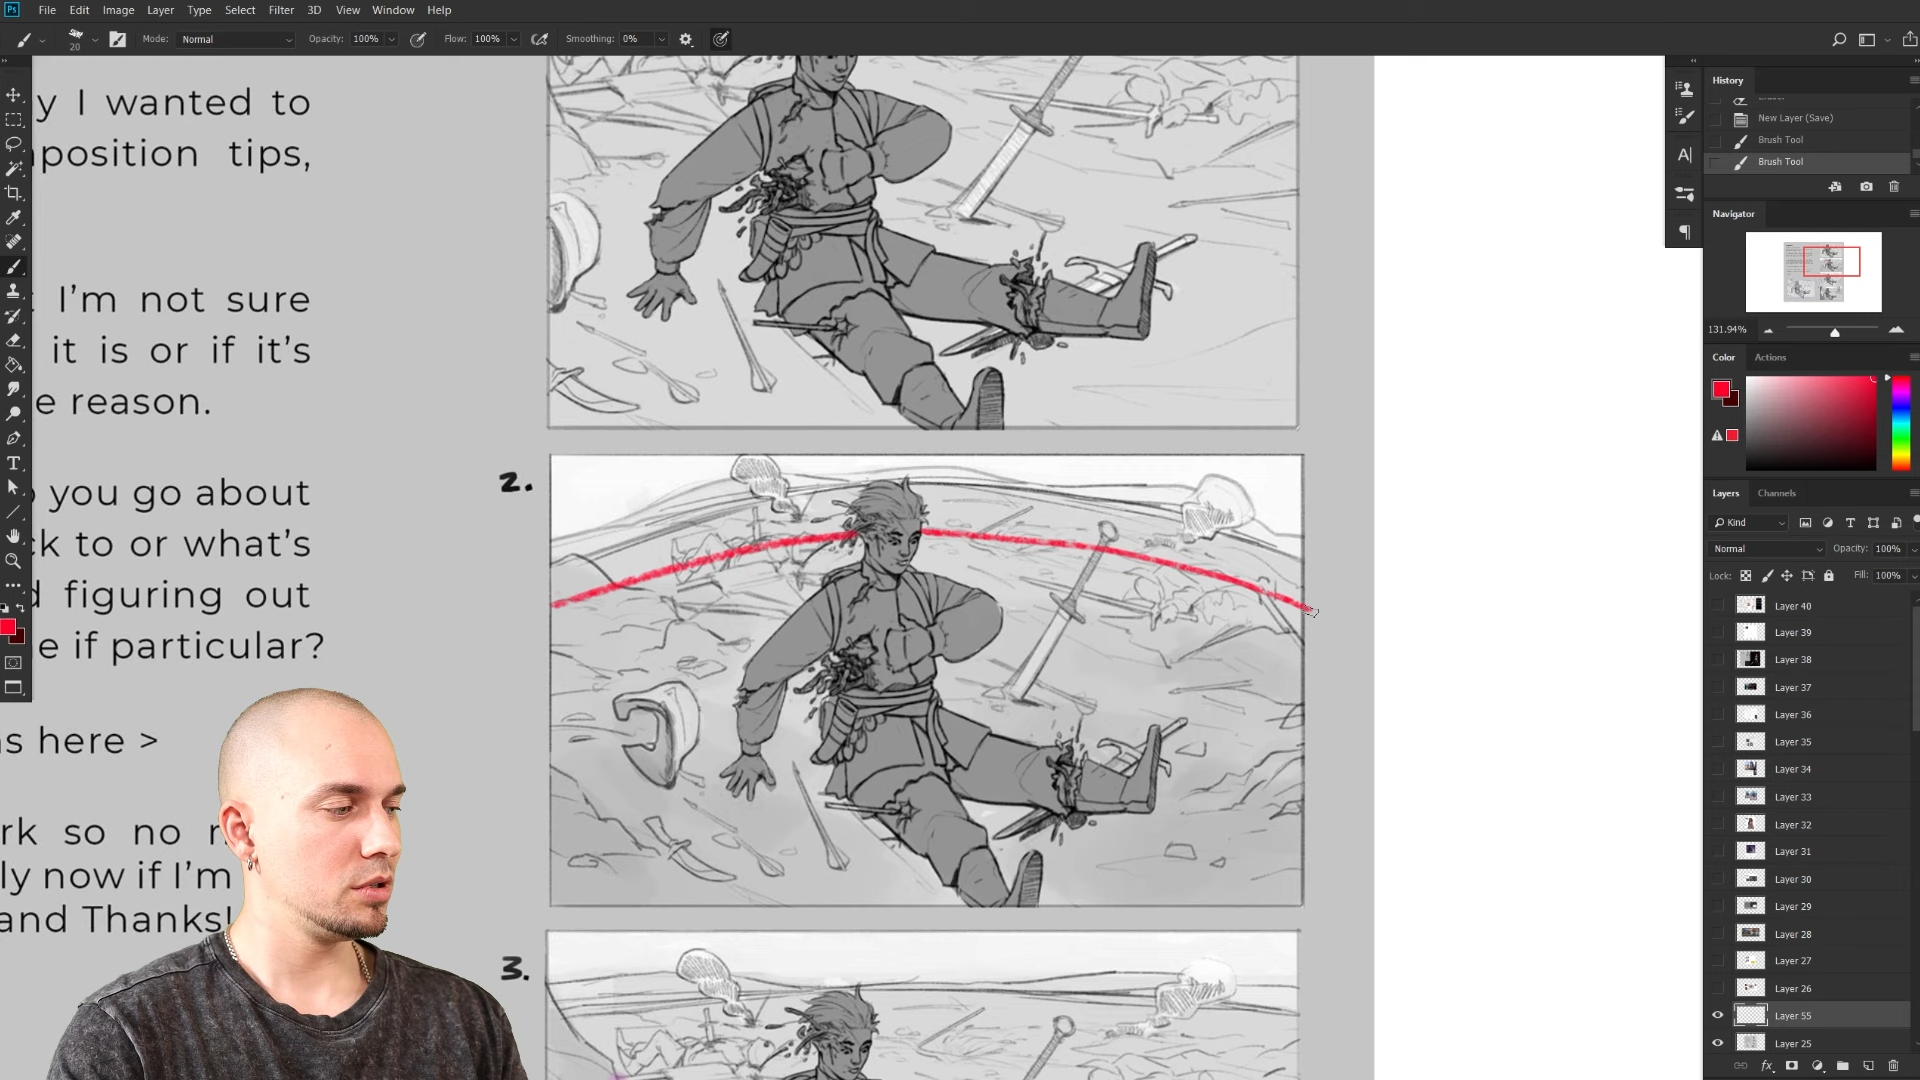 Ps File Edit Image Layer Type Select Filter 3D View Window Help
20 Mode: Normal Opacity: 100% Flow: 100% Smoothing: 0%
y I wanted to
position tips,
I'm not sure
it is or if it's
e reason.
you go about
ck to or what's
d figuring out
e if particular?
s here >
rk so no
ly now if I'm
and Thanks!
2.
3.
History
New Layer (Save)
Brush Tool
Brush Tool
Navigator
131.94%
Color Actions
Layers Channels
Kind
Normal Opacity: 100%
Lock: Fill: 100%
Layer 40
Layer 39
Layer 38
Layer 37
Layer 36
Layer 35
Layer 34
Layer 33
Layer 32
Layer 31
Layer 30
Layer 29
Layer 28
Layer 27
Layer 26
Layer 55
Layer 25
fx